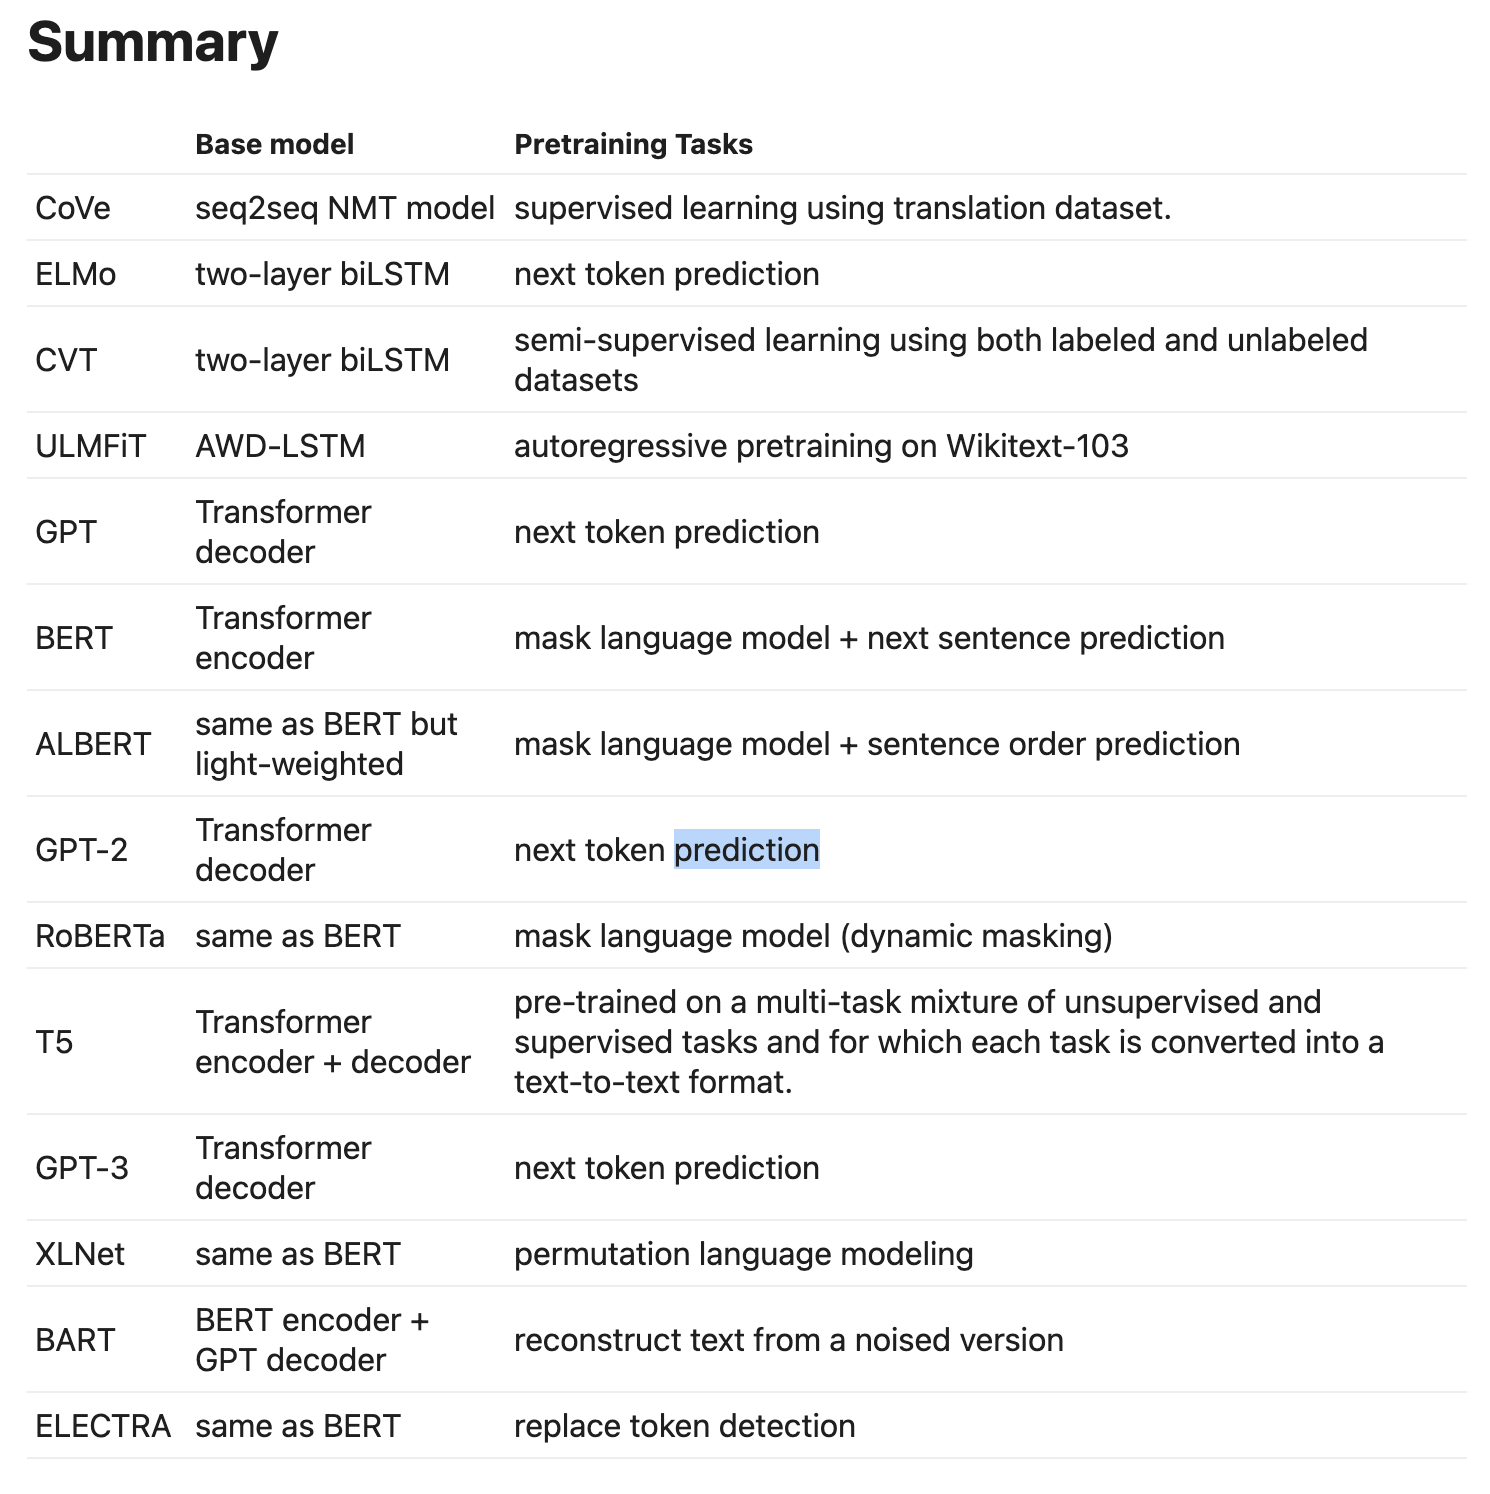 Summary
Base model Pretraining Tasks
CoVe seq2seq NMT model supervised learning using translation dataset.
ELMo two-layer biLSTM next token prediction
CVT two-layer biLSTM semi-supervised learning using both labeled and unlabeled
datasets
ULMFiT AWD-LSTM autoregressive pretraining on Wikitext-103
GPT Transformer
decoder next token prediction
BERT Transformer
encoder mask language model + next sentence prediction
ALBERT same as BERT but
light-weighted mask language model + sentence order prediction
GPT-2 Transformer
decoder next token prediction
RoBERTa same as BERT mask language model (dynamic masking)
T5 Transformer
encoder + decoder pre-trained on a multi-task mixture of unsupervised and
supervised tasks and for which each task is converted into a
text-to-text format.
GPT-3 Transformer
decoder next token prediction
XLNet same as BERT permutation language modeling
BART BERT encoder +
GPT decoder reconstruct text from a noised version
ELECTRA same as BERT replace token detection